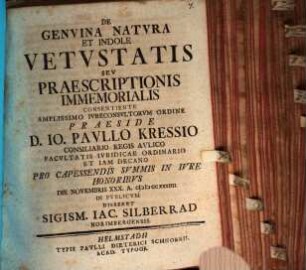 DE
GENVINA NATVRA
ET INDOLE
VETVSTATIS
SEV
PRAESCRIPTIONIS
IMMEMORIALIS
CONSENTIENTE
AMPLISSIMO IVRECONSVLTORVM ORDINE
PRAESIDE
D. IO. PAVLLO KRESSIO
CONSILIARIO REGIS AVLICO
FACVLTATIS IVRIDICAE ORDINARIO
ET IAM DECANO
PRO CAPESSENDIS SVMMIS IN IVRE
HONORIBVS
DIE NOVEMBRIS XXX. A.
IN PVBLICVM
DISSERET
SIGISM. IAC. SILBERRAD
NORIMBERGENSIS.
HELMSTADII
TYPIS PAVLLI DIETERICI SCHNORRII.
ACAD. TYPOGR.